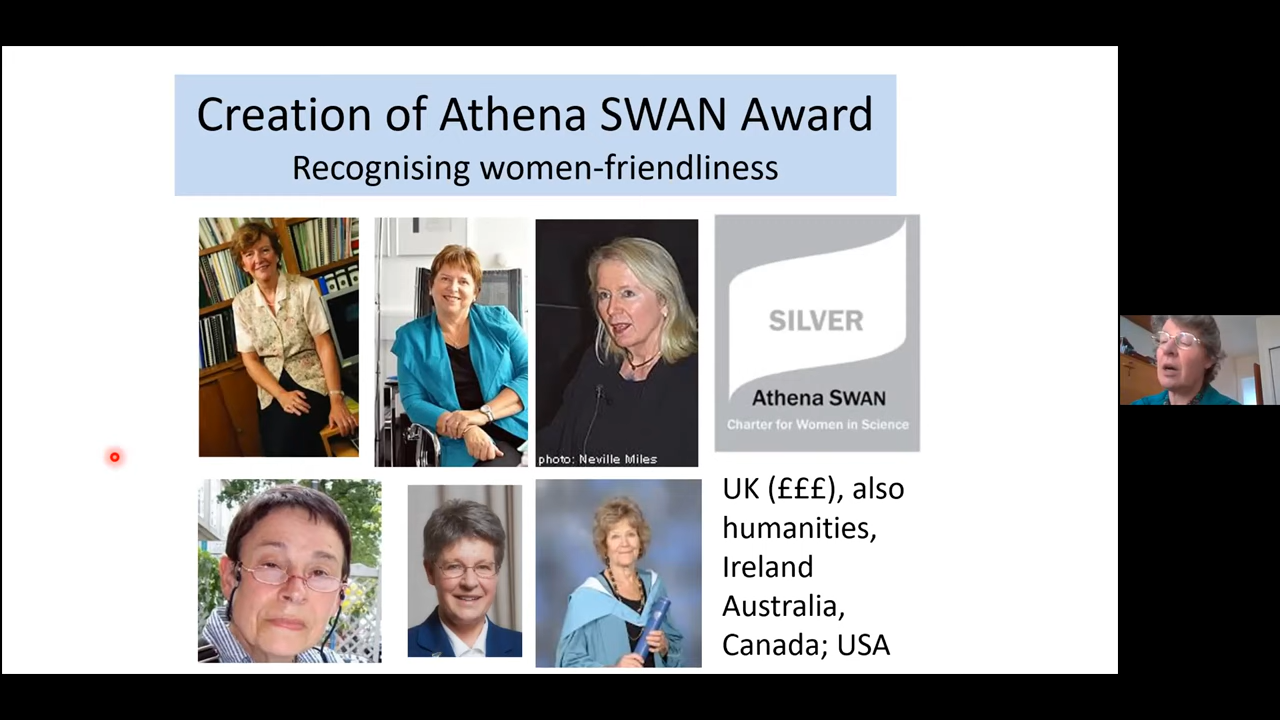 Creation of Athena SWAN Award
Recognising women-friendliness
photo: Neville Miles
SILVER
Athena SWAN
Charter for Women in Science
UK (£££), also
humanities,
Ireland
Australia,
Canada; USA